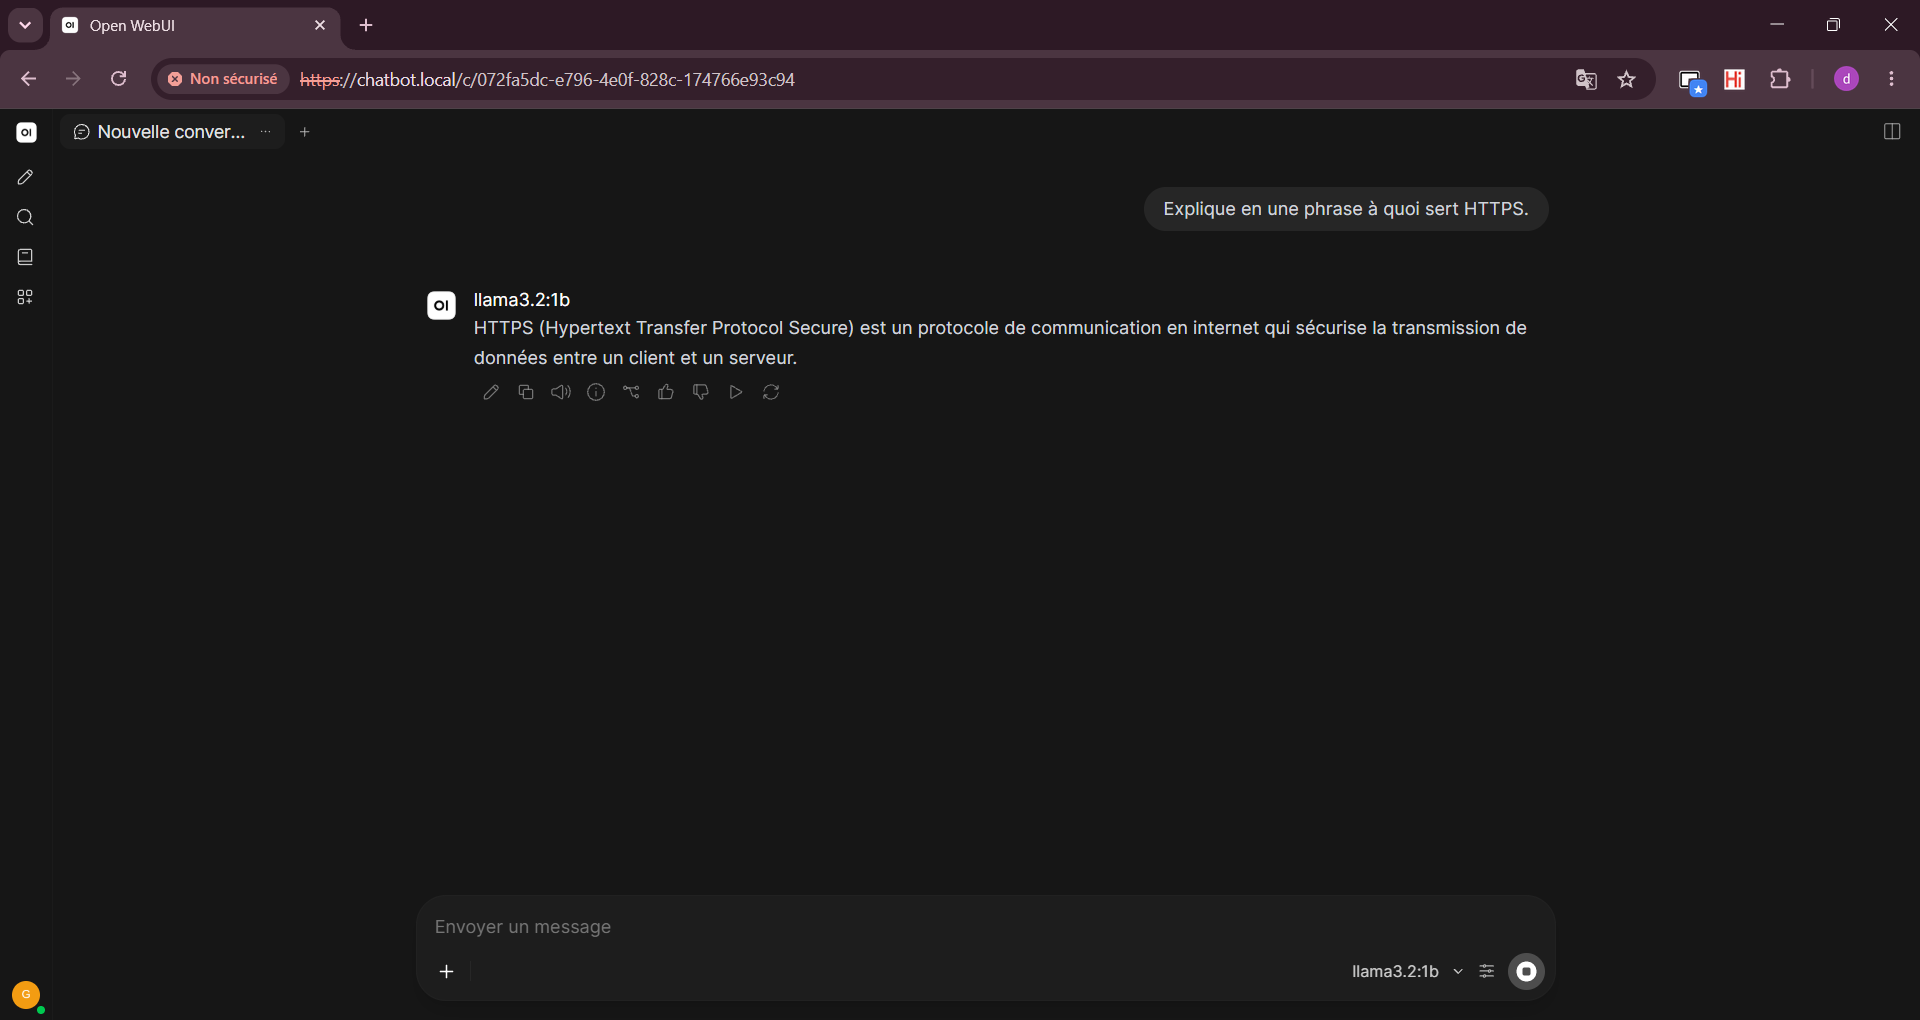 OI Open WebUI
Non sécurisé https://chatbot.local/c/072fa5dc-e796-4e0f-828c-174766e93c94
Hi
d
OI Nouvelle conver...
Explique en une phrase à quoi sert HTTPS.
OI llama3.2:1b
HTTPS (Hypertext Transfer Protocol Secure) est un protocole de communication en internet qui sécurise la transmission de
données entre un client et un serveur.
Envoyer un message
llama3.2:1b
G